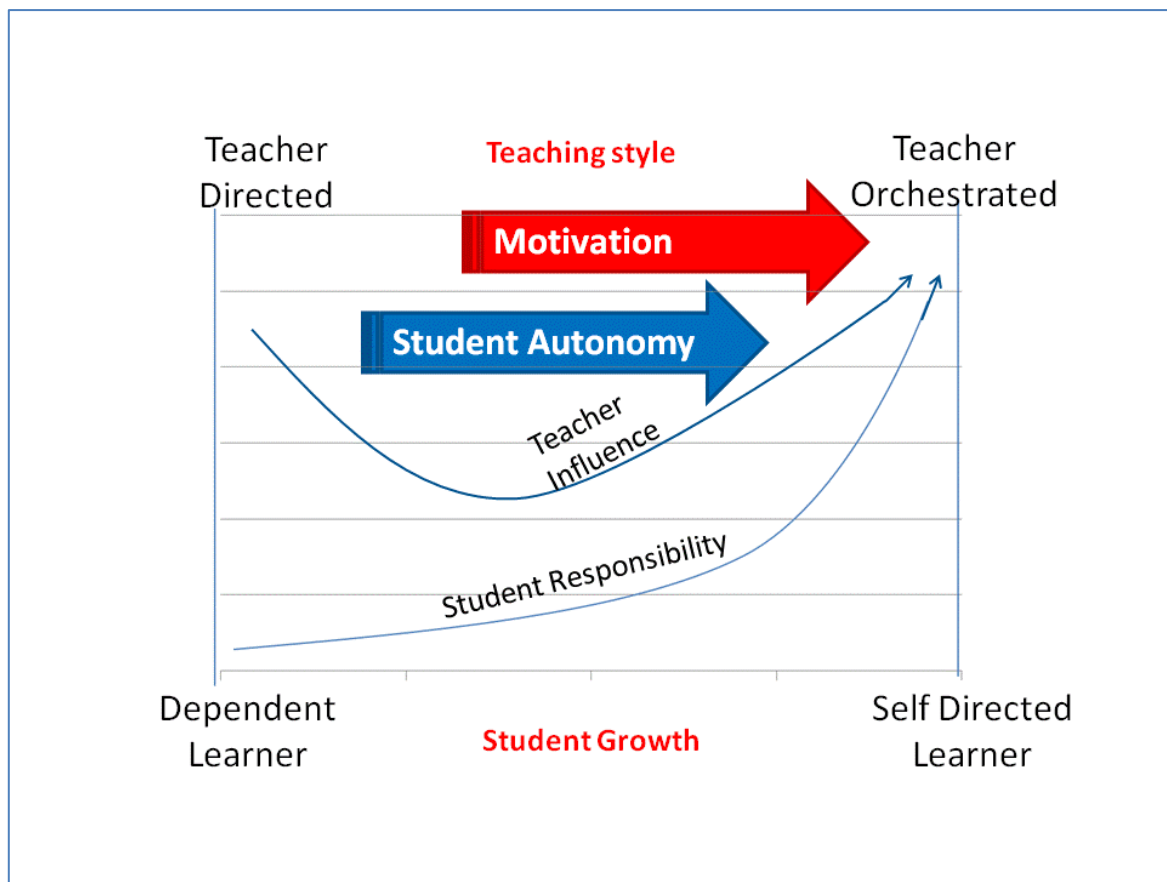 Teacher
Directed
Teaching style
Teacher
Orchestrated
Motivation
Student Autonomy
Teacher
Influence
Student Responsibility
Dependent
Learner
Student Growth
Self Directed
Learner